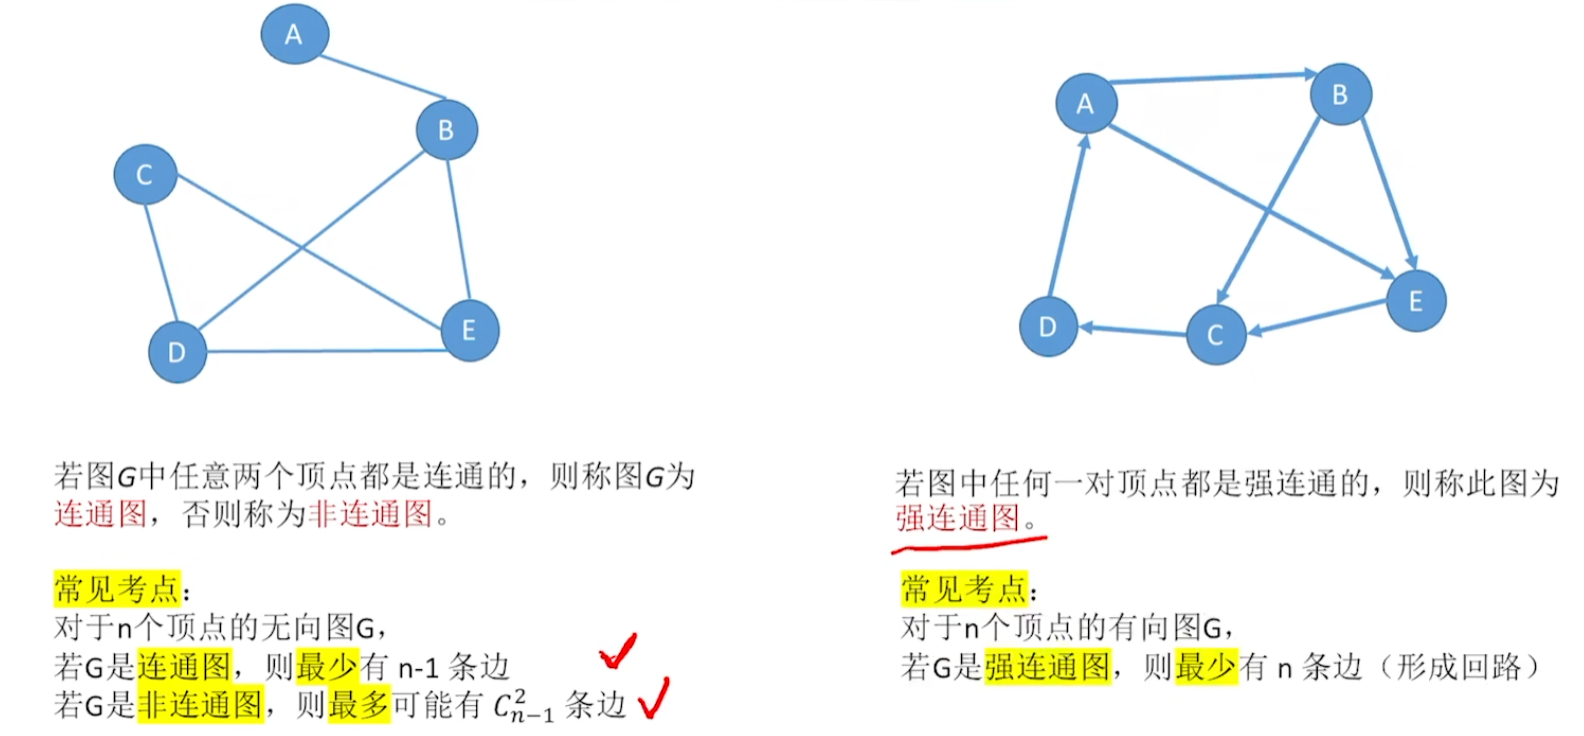 A
B
C
D
E
若图G中任意两个顶点都是连通的，则称图G为
连通图，否则称为非连通图。
常见考点：
对于n个顶点的无向图G，
若G是连通图，则最少有 n-1 条边
若G是非连通图，则最多可能有 C²ₙ₋₁ 条边
A
B
E
D
C
若图中任何一对顶点都是强连通的，则称此图为
强连通图。
常见考点：
对于n个顶点的有向图G，
若G是强连通图，则最少有 n 条边（形成回路）